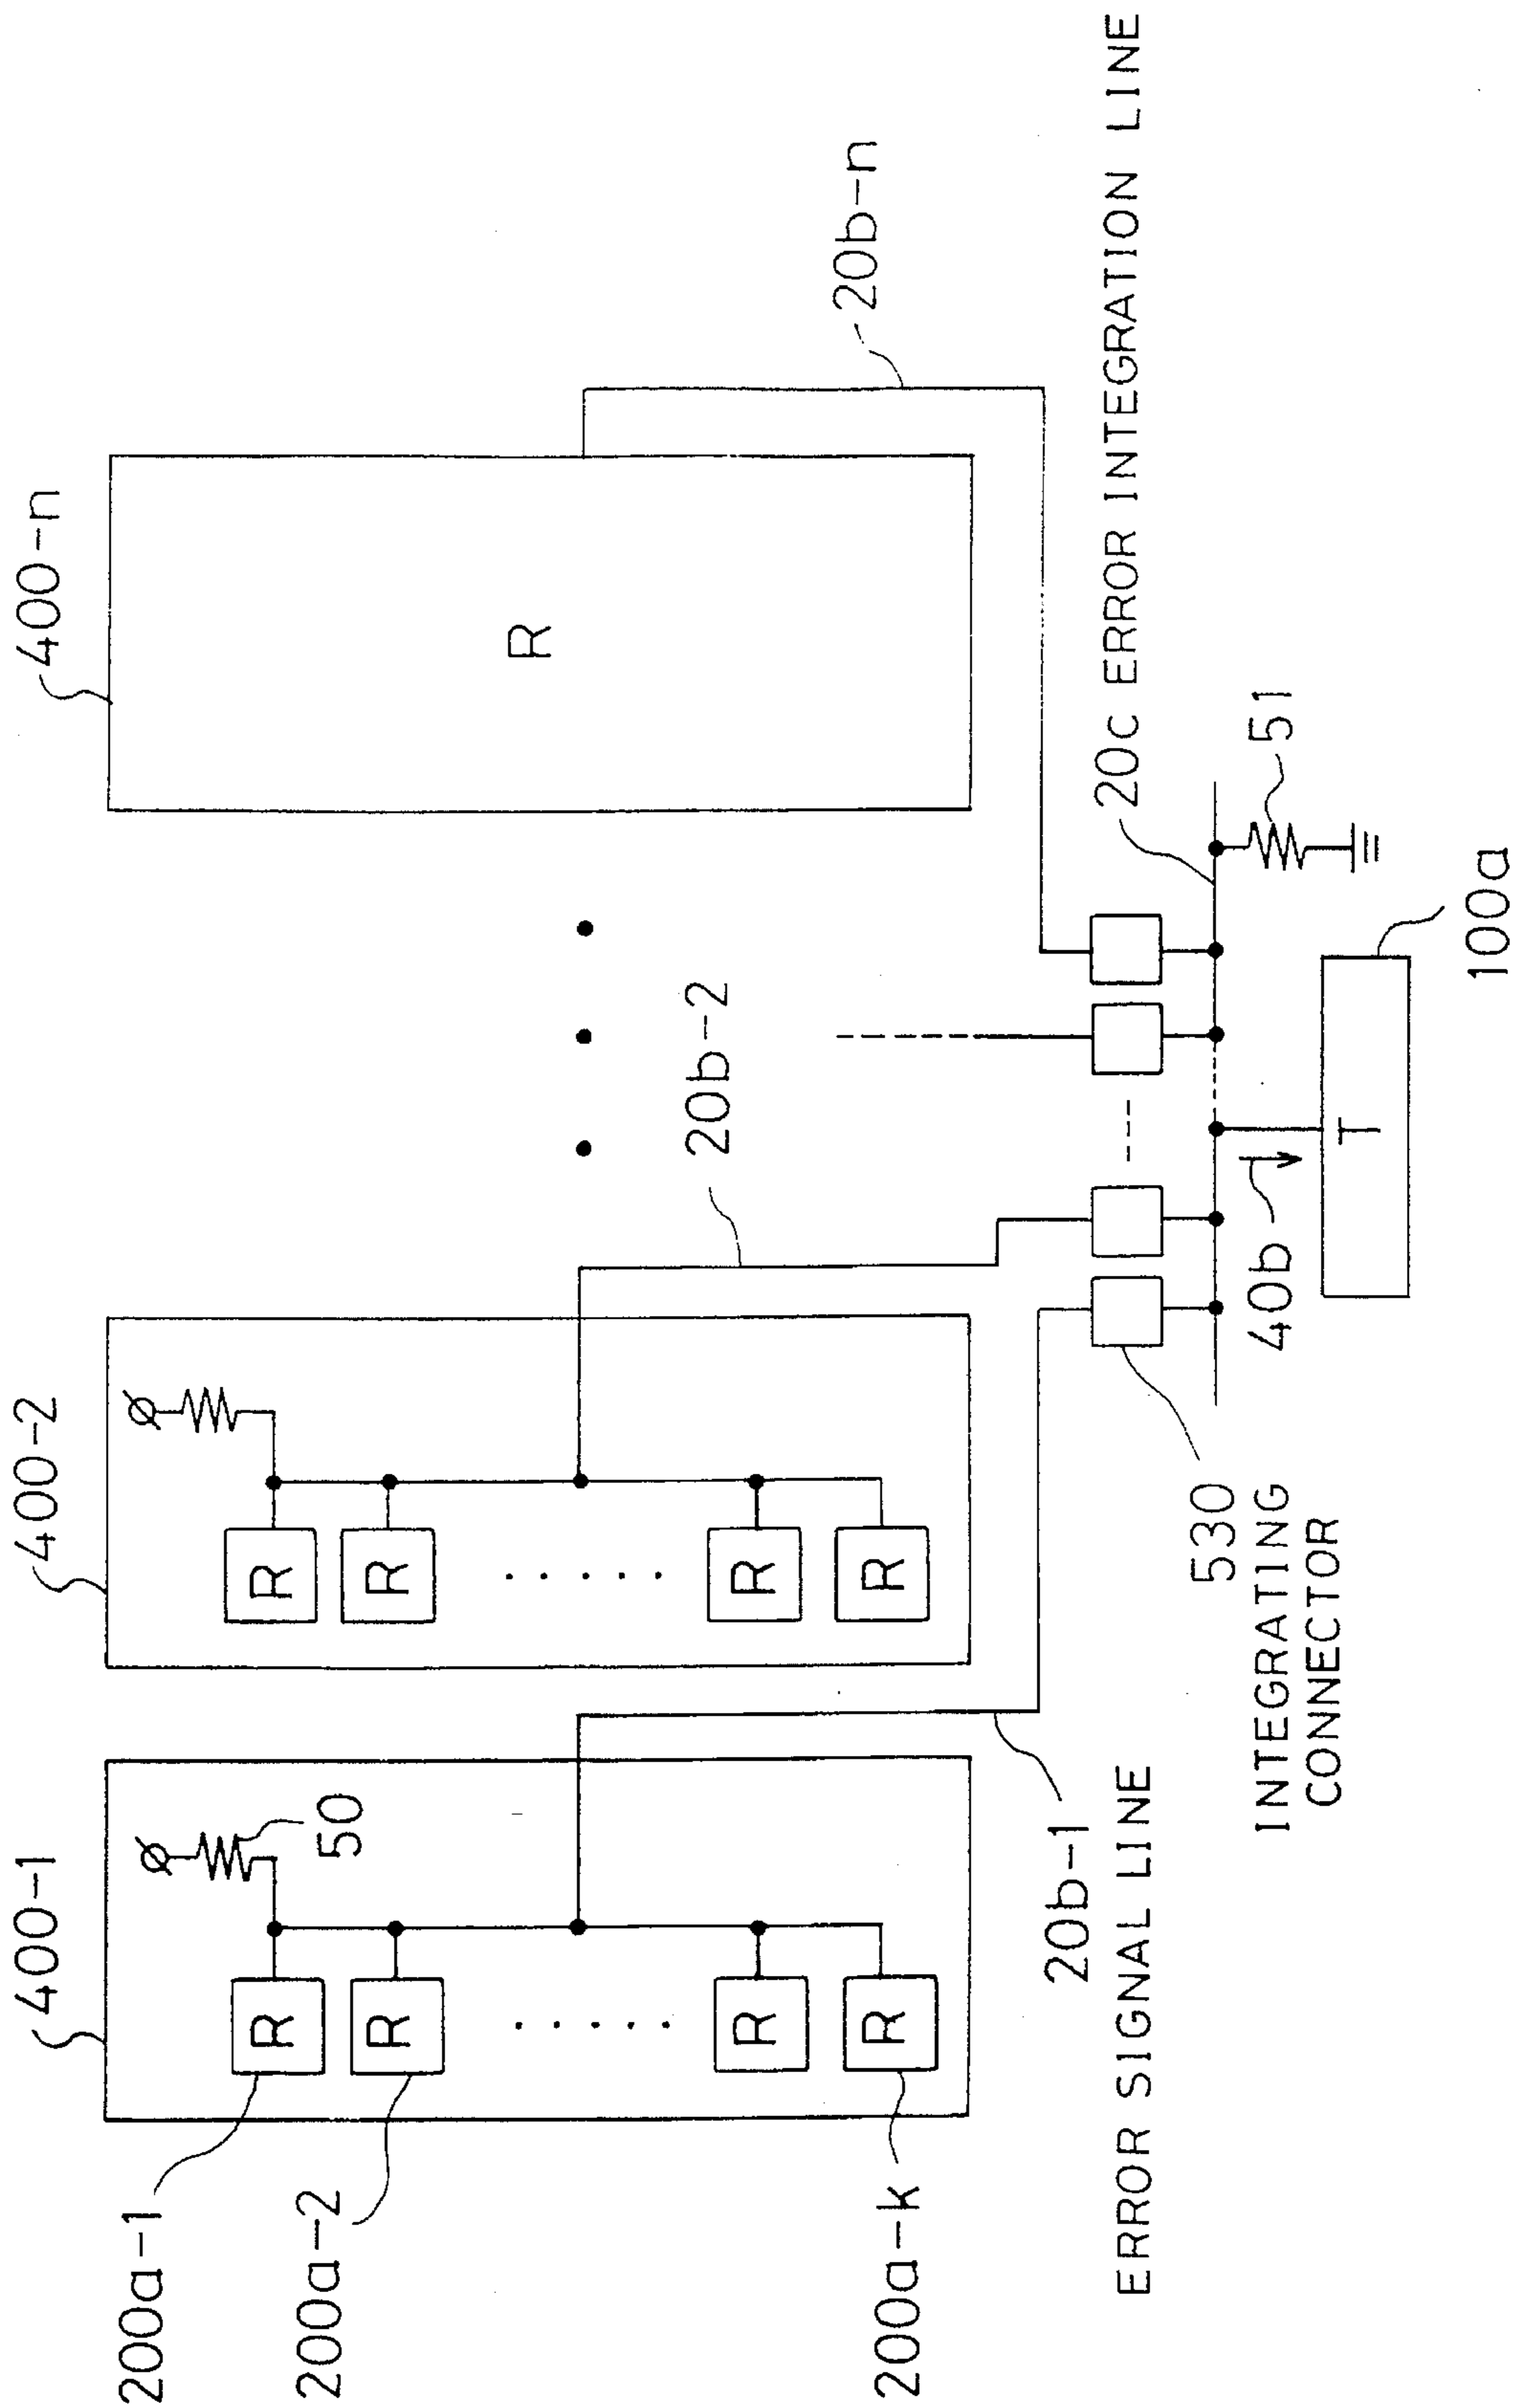 400-1
400-2
400-n
50
200a-1
R
200a-2
R
R
200a-k
R
R
R
R
R
R
20b-1
ERROR SIGNAL LINE
20b-2
20b-n
530
INTEGRATING
CONNECTOR
20c ERROR INTEGRATION LINE
40b
51
T
100a